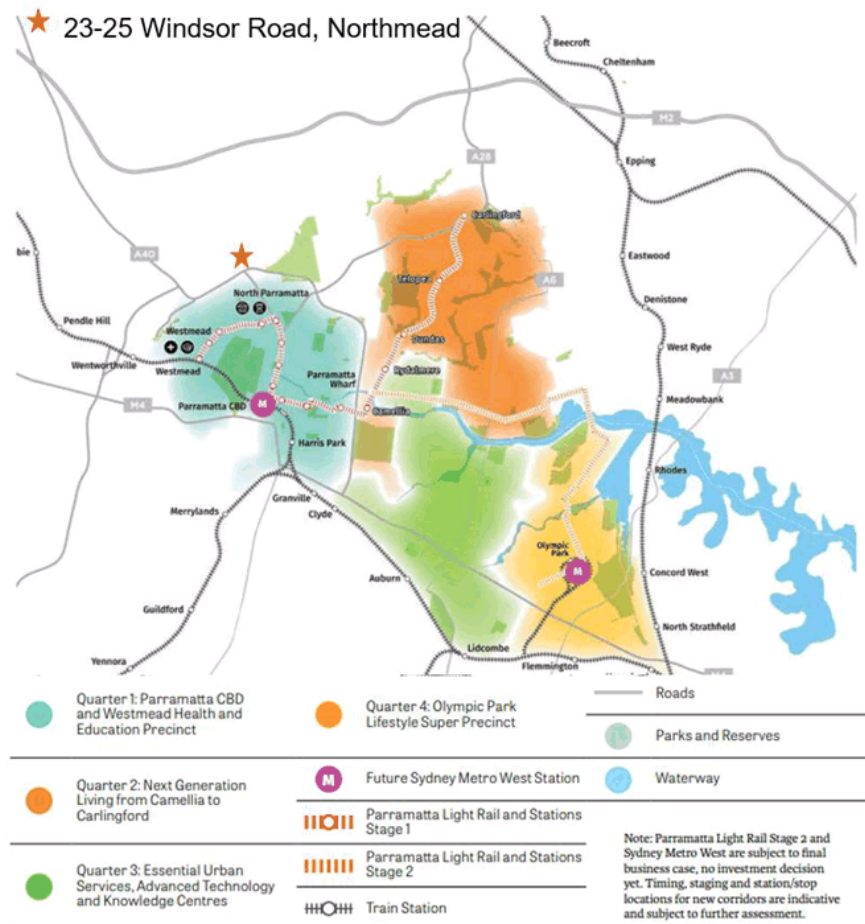 23-25 Windsor Road, Northmead
Beecroft
Cheltenham
M2
Epping
A28
Carlingford
Eastwood
bie
A40
Telopea
A6
North Parramatta
Denistone
Pendle Hill
Westmead
Dundas
West Ryde
Wentworthville
Westmead
Parramatta
Wharf
Rydalmere
A3
M4
Parramatta CBD
M
Camellia
Meadowbank
Harris Park
Rhodes
Granville
Merrylands
Clyde
Olympic
Park
M
Auburn
Concord West
Guildford
North Strathfield
Lidcombe
Yennora
Flemmington
Quarter 1: Parramatta CBD
and Westmead Health and
Education Precinct
Quarter 4: Olympic Park
Lifestyle Super Precinct
Roads
Parks and Reserves
Quarter 2: Next Generation
Living from Camellia to
Carlingford
M
Future Sydney Metro West Station
Waterway
Parramatta Light Rail and Stations
Stage 1
Parramatta Light Rail and Stations
Stage 2
Quarter 3: Essential Urban
Services, Advanced Technology
and Knowledge Centres
Train Station
Note: Parramatta Light Rail Stage 2 and
Sydney Metro West are subject to final
business case, no investment decision
yet. Timing, staging and station/stop
locations for new corridors are indicative
and subject to further assessment.